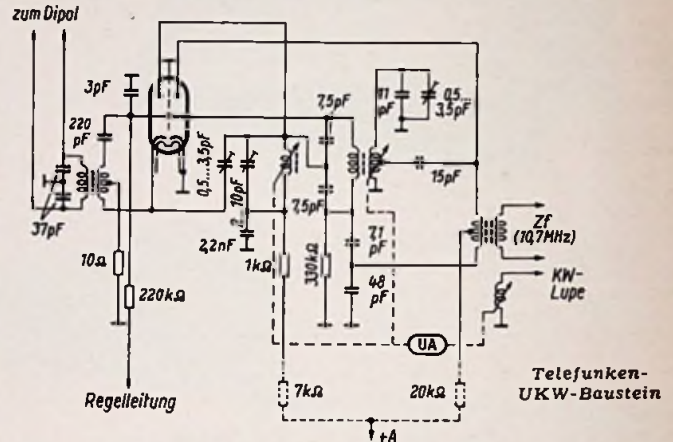 zum Dipol
3pF
220
pF
37pF
10Ω
220kΩ
Regelleitung
0,5...3,5pF
10pF
2,2nF
1kΩ
7kΩ
7,5pF
7,5pF
330kΩ
7,1
pF
48
pF
11
pF
0,5...
3,5pF
15pF
UA
20kΩ
+A
Zf
(10,7MHz)
KW-
Lupe
Telefunken-
UKW-Baustein